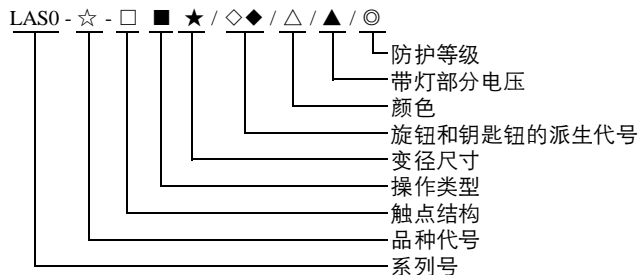 LAS0 - ☆ - □ ■ ★ / ◇◆ / △ / ▲ / ◎
防护等级
带灯部分电压
颜色
旋钮和钥匙钮的派生代号
变径尺寸
操作类型
触点结构
品种代号
系列号